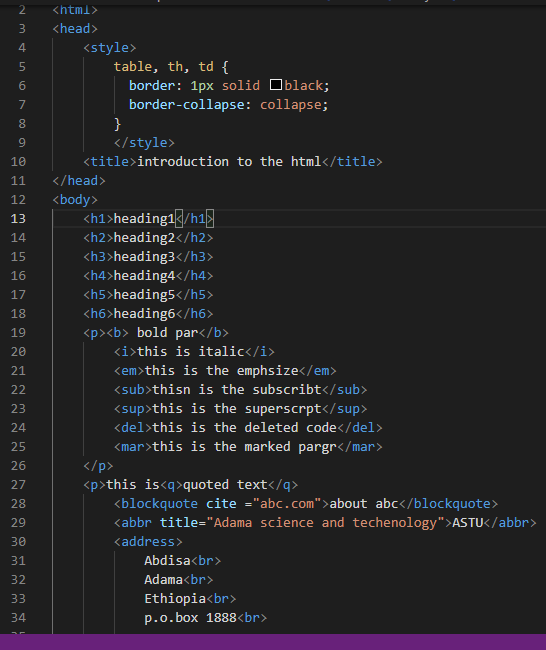 2 <html>
3 <head>
4 <style>
5 table, th, td {
6 border: 1px solid black;
7 border-collapse: collapse;
8 }
9 </style>
10 <title>introduction to the html</title>
11 </head>
12 <body>
13 <h1>heading1</h1>
14 <h2>heading2</h2>
15 <h3>heading3</h3>
16 <h4>heading4</h4>
17 <h5>heading5</h5>
18 <h6>heading6</h6>
19 <p><b> bold par</b>
20 <i>this is italic</i>
21 <em>this is the emphsize</em>
22 <sub>thisn is the subscribt</sub>
23 <sup>this is the superscrpt</sup>
24 <del>this is the deleted code</del>
25 <mar>this is the marked pargr</mar>
26 </p>
27 <p>this is<q>quoted text</q>
28 <blockquote cite ="abc.com">about abc</blockquote>
29 <abbr title="Adama science and techenology">ASTU</abbr>
30 <address>
31 Abdisa<br>
32 Adama<br>
33 Ethiopia<br>
34 p.o.box 1888<br>